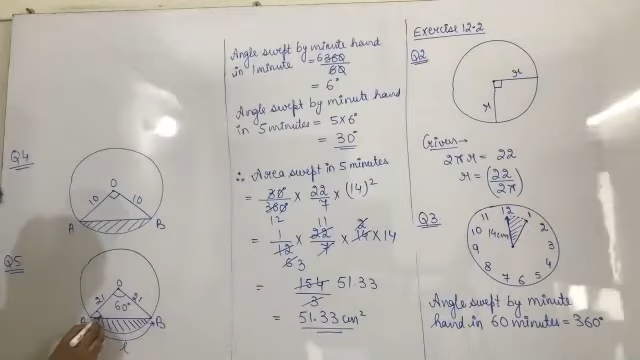 Q4
O
10 10
A B
Q5
O
21 21
60°
B
l
Angle swept by minute hand
in 1 minute = 6 360
60
= 6°
Angle swept by minute hand
in 5 minutes = 5×6°
= 30°
∴ Area swept in 5 minutes
= 30/360 × 22/7 × (14)²
12 11 2
= 1/12 × 22/7 × 14 × 14
6 3
= 154/3 51.33
= 51.33 cm²
Exercise 12.2
Q2
r
r
Given →
2πr = 22
r = (22/2π)
Q3
12
11 1
10 14cm 2
9 3
8 4
7 6 5
Angle swept by minute
hand in 60 minutes = 360°